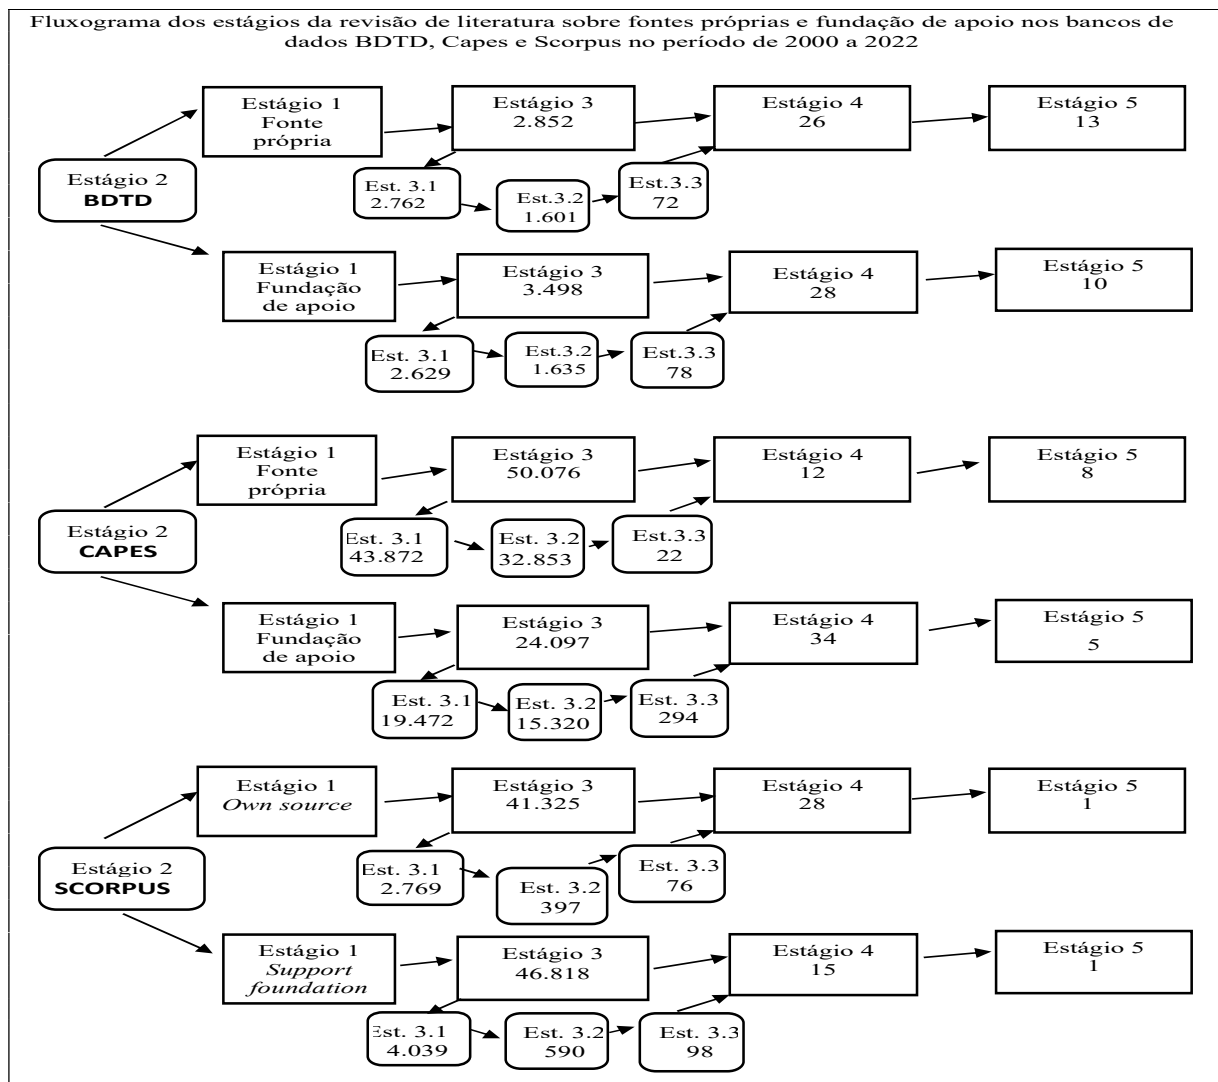 Fluxograma dos estágios da revisão de literatura sobre fontes próprias e fundação de apoio nos bancos de
dados BDTD, Capes e Scorpus no período de 2000 a 2022
Estágio 2
BDTD
Estágio 1
Fonte
própria
Estágio 3
2.852
Estágio 4
26
Estágio 5
13
Est. 3.1
2.762
Est.3.2
1.601
Est.3.3
72
Estágio 1
Fundação
de apoio
Estágio 3
3.498
Estágio 4
28
Estágio 5
10
Est. 3.1
2.629
Est.3.2
1.635
Est.3.3
78
Estágio 2
CAPES
Estágio 1
Fonte
própria
Estágio 3
50.076
Estágio 4
12
Estágio 5
8
Est. 3.1
43.872
Est. 3.2
32.853
Est.3.3
22
Estágio 1
Fundação
de apoio
Estágio 3
24.097
Estágio 4
34
Estágio 5
5
Est. 3.1
19.472
Est. 3.2
15.320
Est. 3.3
294
Estágio 2
SCORPUS
Estágio 1
Own source
Estágio 3
41.325
Estágio 4
28
Estágio 5
1
Est. 3.1
2.769
Est. 3.2
397
Est. 3.3
76
Estágio 1
Support
foundation
Estágio 3
46.818
Estágio 4
15
Estágio 5
1
Est. 3.1
4.039
Est. 3.2
590
Est. 3.3
98